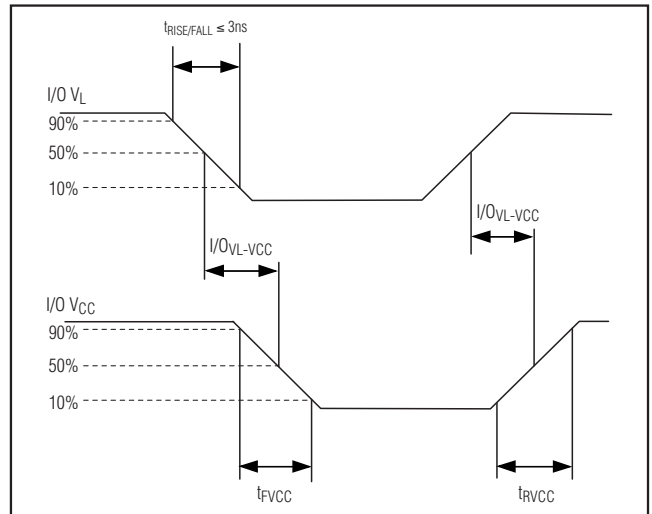 tRISE/FALL ≤ 3ns
I/O VL
90%
50%
10%
I/OVL-VCC
I/OVL-VCC
I/O VCC
90%
50%
10%
tFVCC
tRVCC